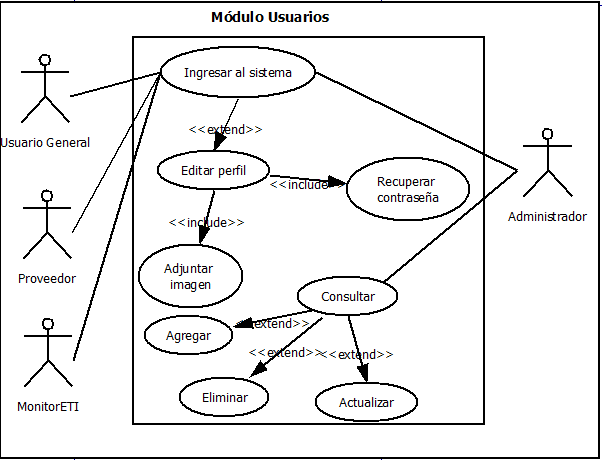 Módulo Usuarios
Ingresar al sistema
Usuario General
<<extend>>
Editar perfil
<<include>>
Recuperar
contraseña
Administrador
<<include>>
Proveedor
Adjuntar
imagen
Consultar
Agregar
<<extend>>
<<extend>>
<<extend>>
MonitorETI
Eliminar
Actualizar